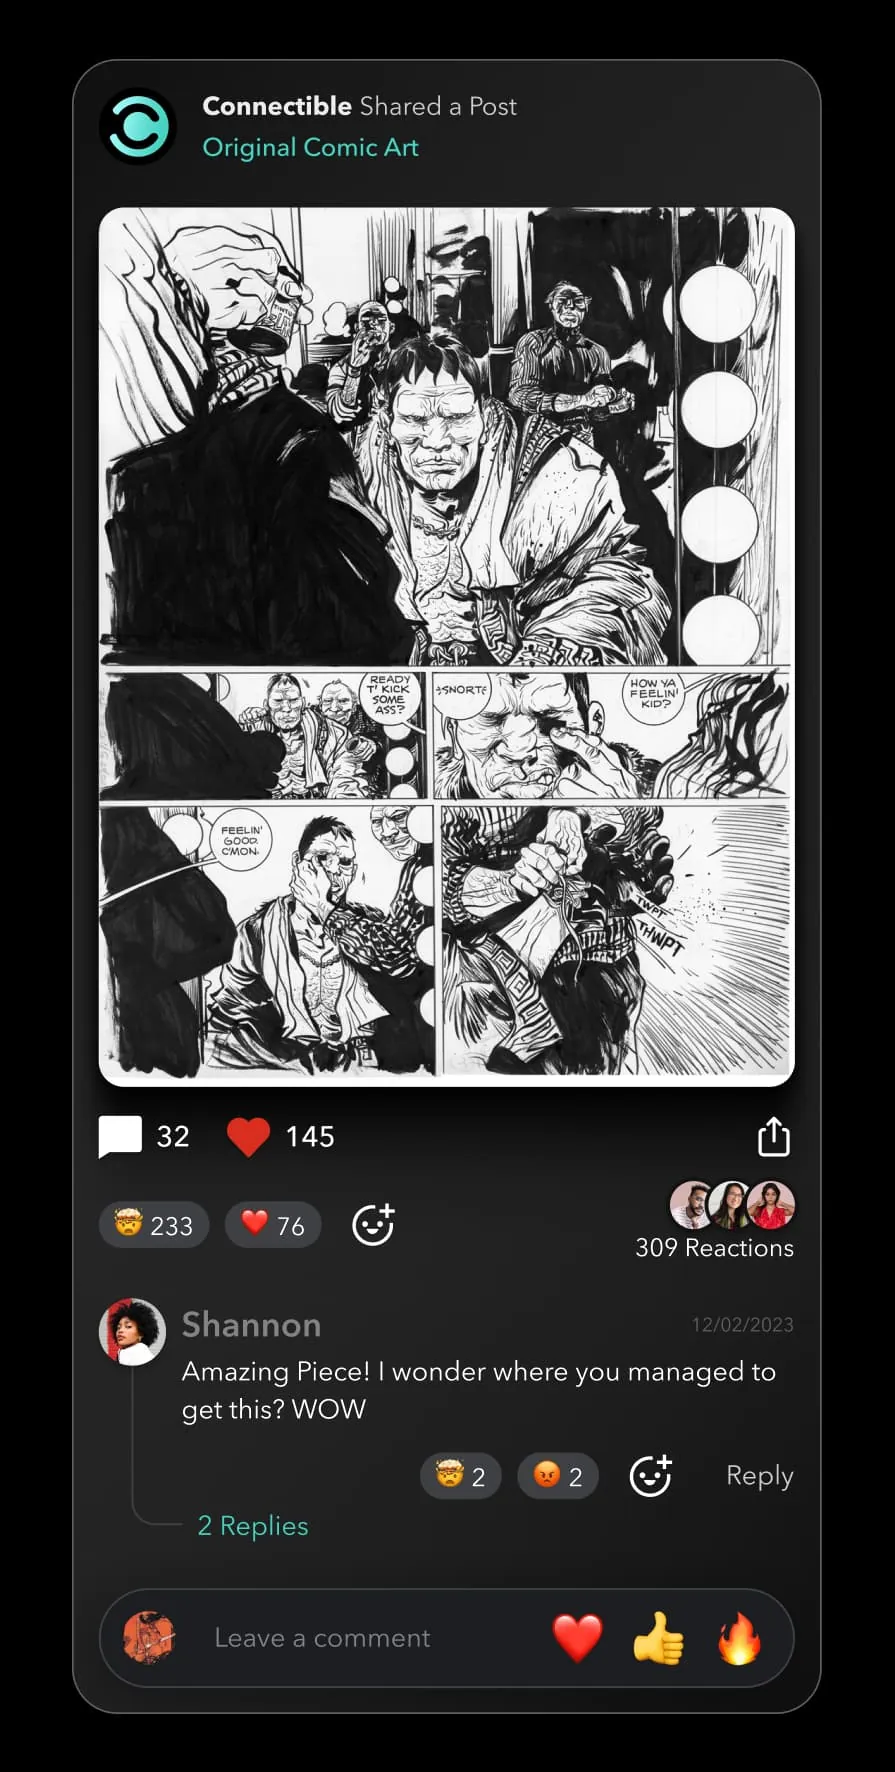 Connectible Shared a Post
Original Comic Art
READY
T' KICK
SOME
ASS?
SNORT
HOW YA
FEELIN'
KID?
FEELIN'
GOOD.
C'MON.
TWPT
THWPT
32
145
233
76
309 Reactions
Shannon
12/02/2023
Amazing Piece! I wonder where you managed to
get this? WOW
2
2
Reply
2 Replies
Leave a comment